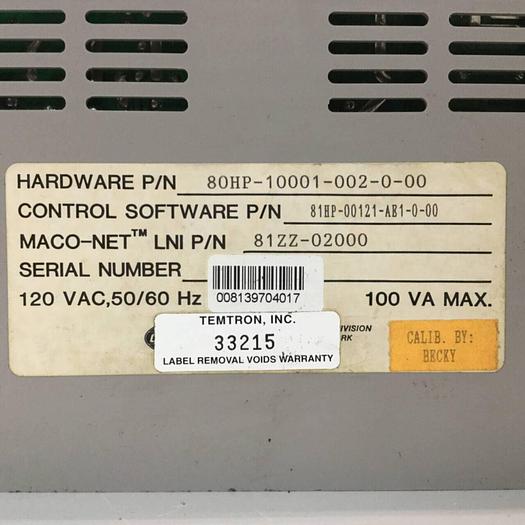 HARDWARE P/N 80HP-10001-002-0-00
CONTROL SOFTWARE P/N 81HP-00121-AE1-0-00
MACO-NET™ LNI P/N 81ZZ-02000
SERIAL NUMBER
008139704017
120 VAC,50/60 Hz 100 VA MAX.
TEMTRON, INC.
33215
LABEL REMOVAL VOIDS WARRANTY
CALIB. BY:
BECKY